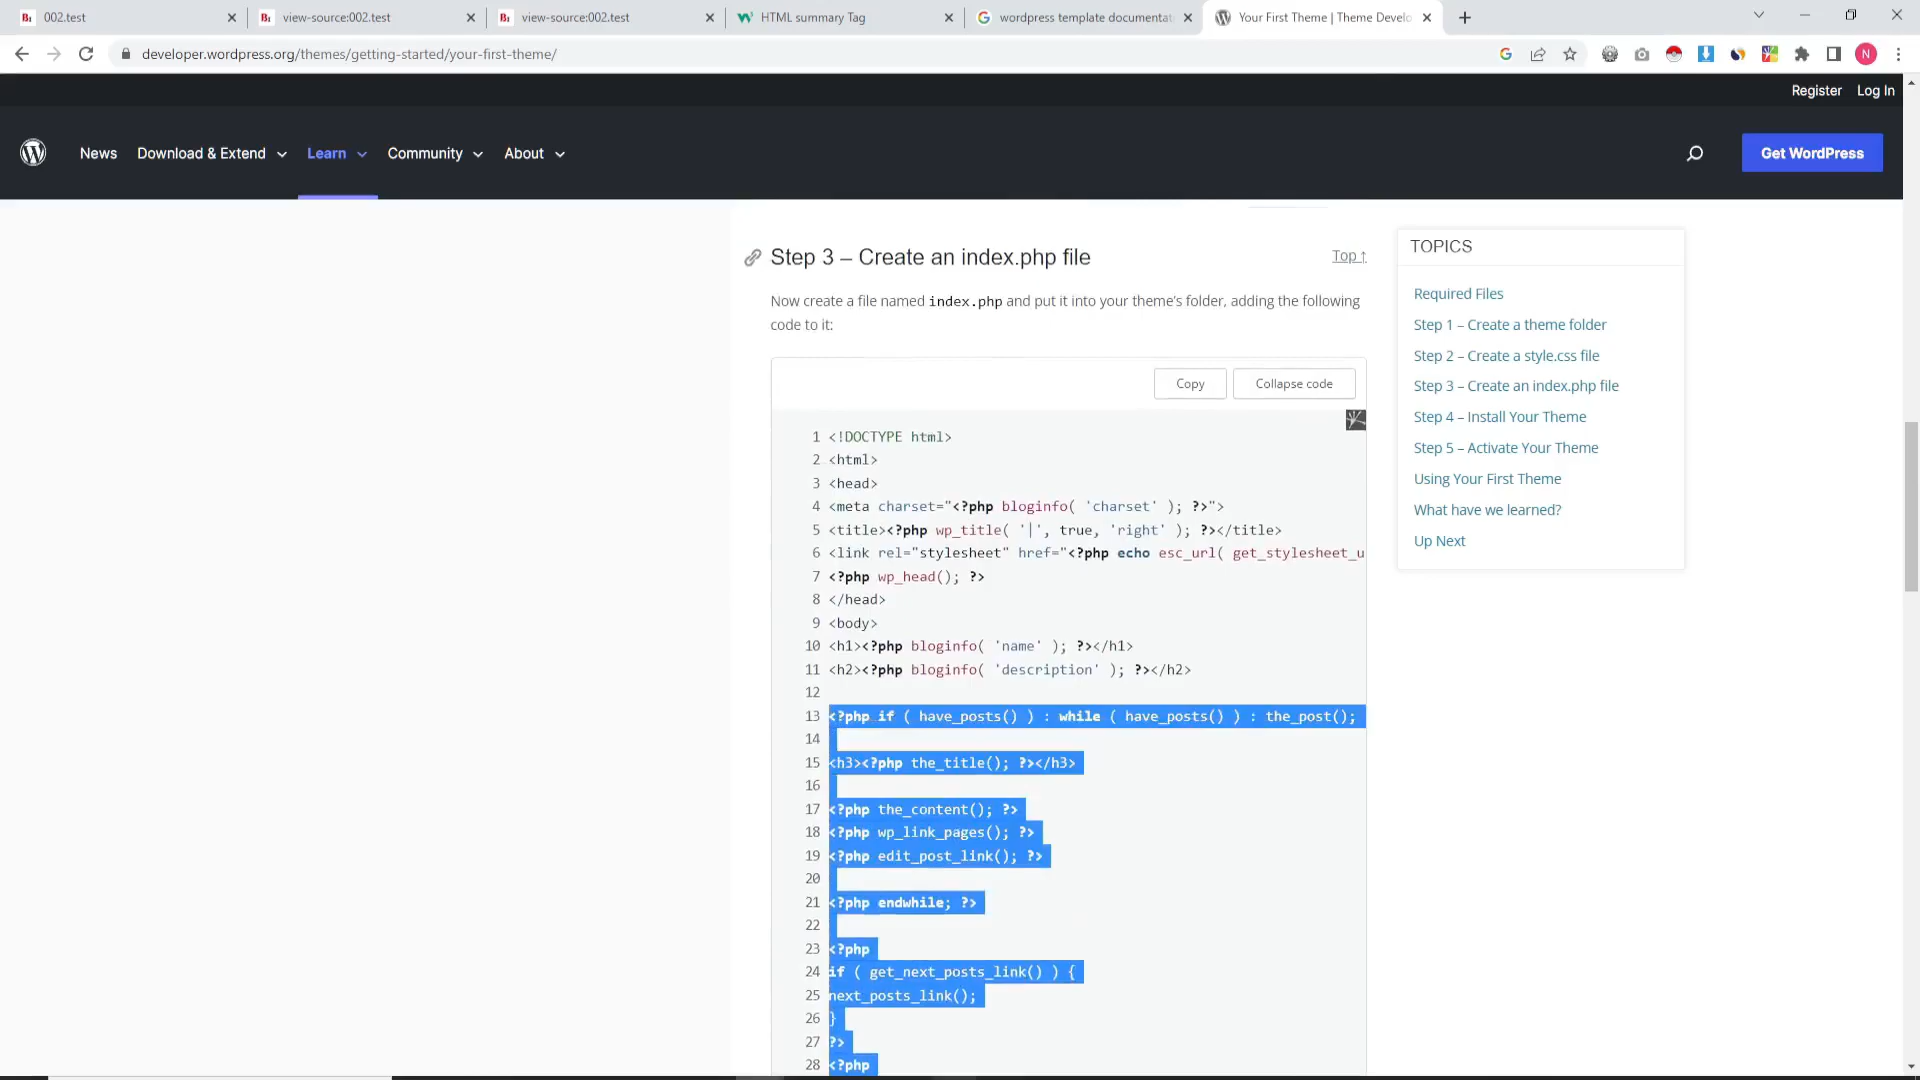 002.test
view-source:002.test
view-source:002.test
HTML summary Tag
wordpress template documentat
Your First Theme | Theme Develo
developer.wordpress.org/themes/getting-started/your-first-theme/
N
Register Log In
News Download & Extend Learn Community About Get WordPress
Step 3 – Create an index.php file Top ↑
Now create a file named index.php and put it into your theme's folder, adding the following
code to it:
Copy Collapse code
1 <!DOCTYPE html>
2 <html>
3 <head>
4 <meta charset="<?php bloginfo( 'charset' ); ?>">
5 <title><?php wp_title( '|', true, 'right' ); ?></title>
6 <link rel="stylesheet" href="<?php echo esc_url( get_stylesheet_u
7 <?php wp_head(); ?>
8 </head>
9 <body>
10 <h1><?php bloginfo( 'name' ); ?></h1>
11 <h2><?php bloginfo( 'description' ); ?></h2>
12
13 <?php if ( have_posts() ) : while ( have_posts() ) : the_post();
14
15 <h3><?php the_title(); ?></h3>
16
17 <?php the_content(); ?>
18 <?php wp_link_pages(); ?>
19 <?php edit_post_link(); ?>
20
21 <?php endwhile; ?>
22
23 <?php
24 if ( get_next_posts_link() ) {
25 next_posts_link();
26 }
27 ?>
28 <?php
TOPICS
Required Files
Step 1 – Create a theme folder
Step 2 – Create a style.css file
Step 3 – Create an index.php file
Step 4 – Install Your Theme
Step 5 – Activate Your Theme
Using Your First Theme
What have we learned?
Up Next